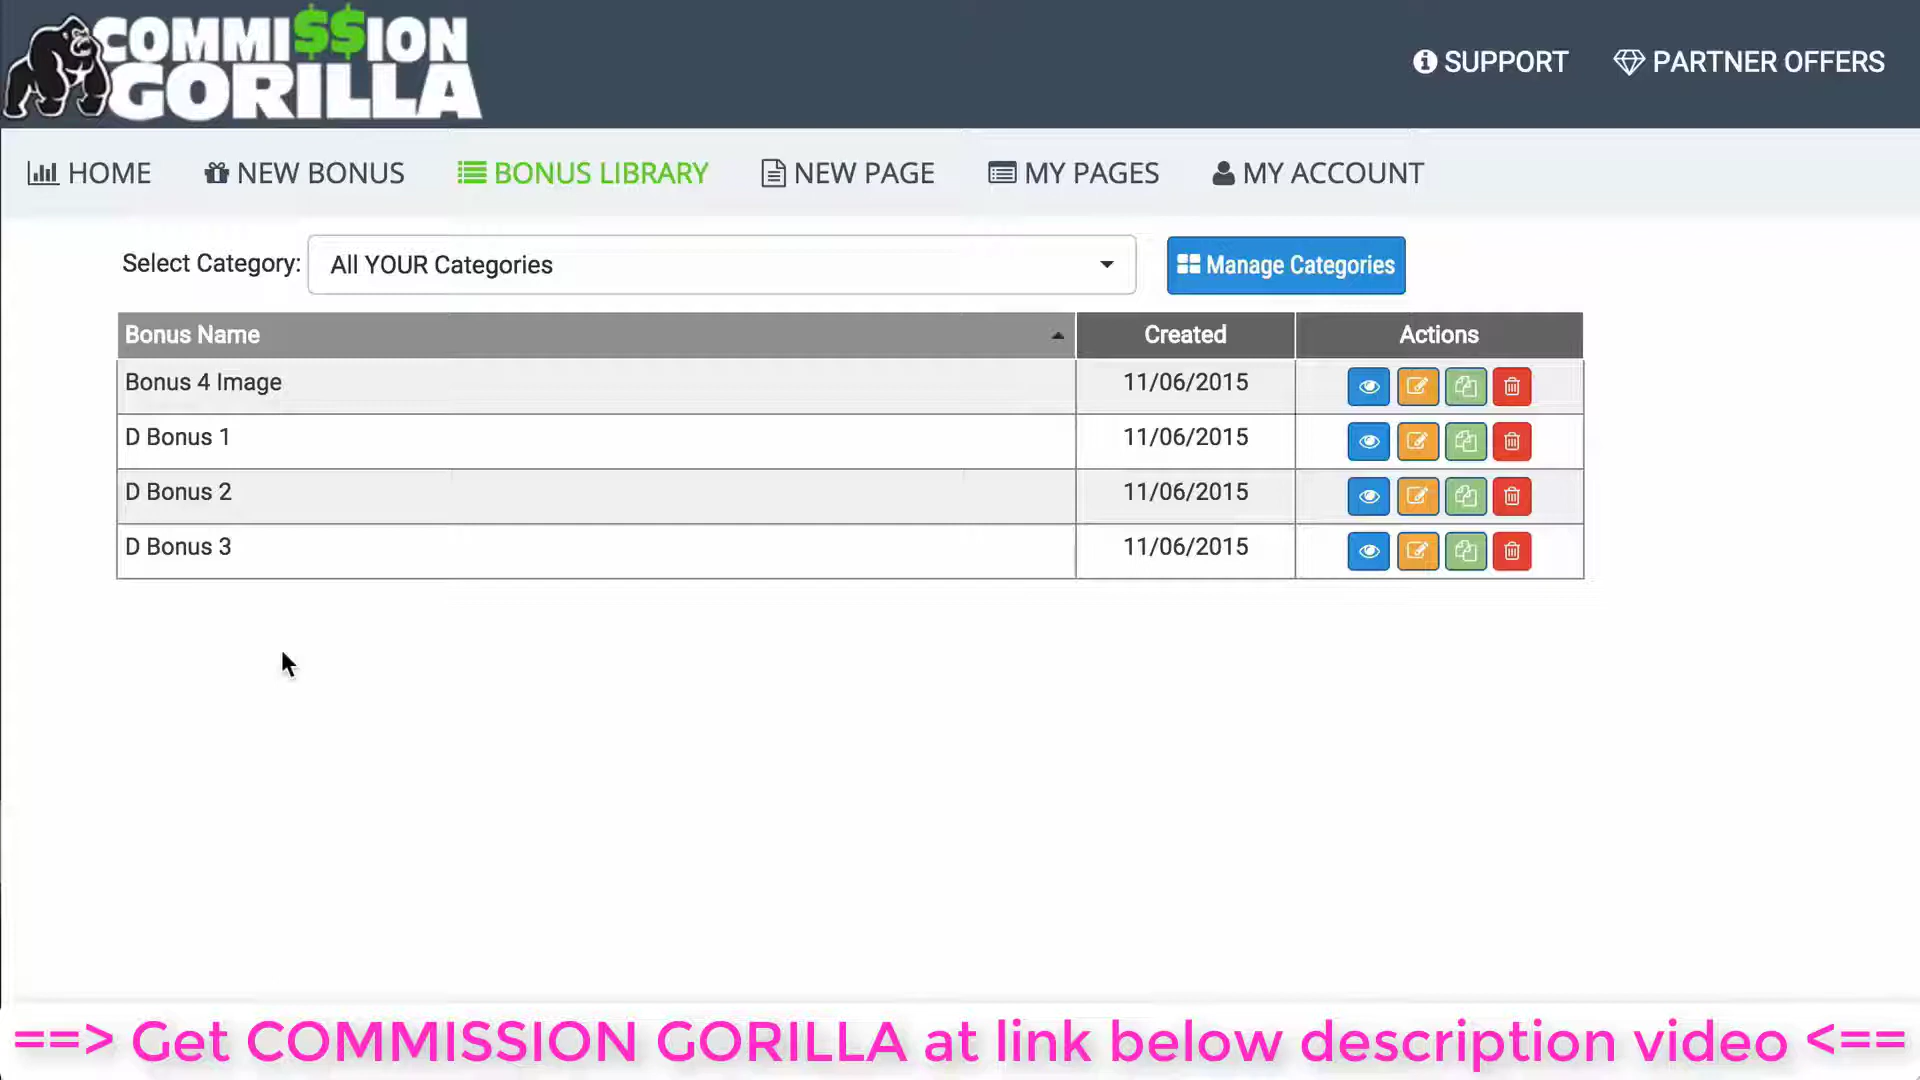 COMMI$$ION
GORILLA
SUPPORT PARTNER OFFERS
HOME NEW BONUS BONUS LIBRARY NEW PAGE MY PAGES MY ACCOUNT
Select Category: All YOUR Categories Manage Categories
Bonus Name Created Actions
Bonus 4 Image 11/06/2015
D Bonus 1 11/06/2015
D Bonus 2 11/06/2015
D Bonus 3 11/06/2015
==> Get COMMISSION GORILLA at link below description video <==